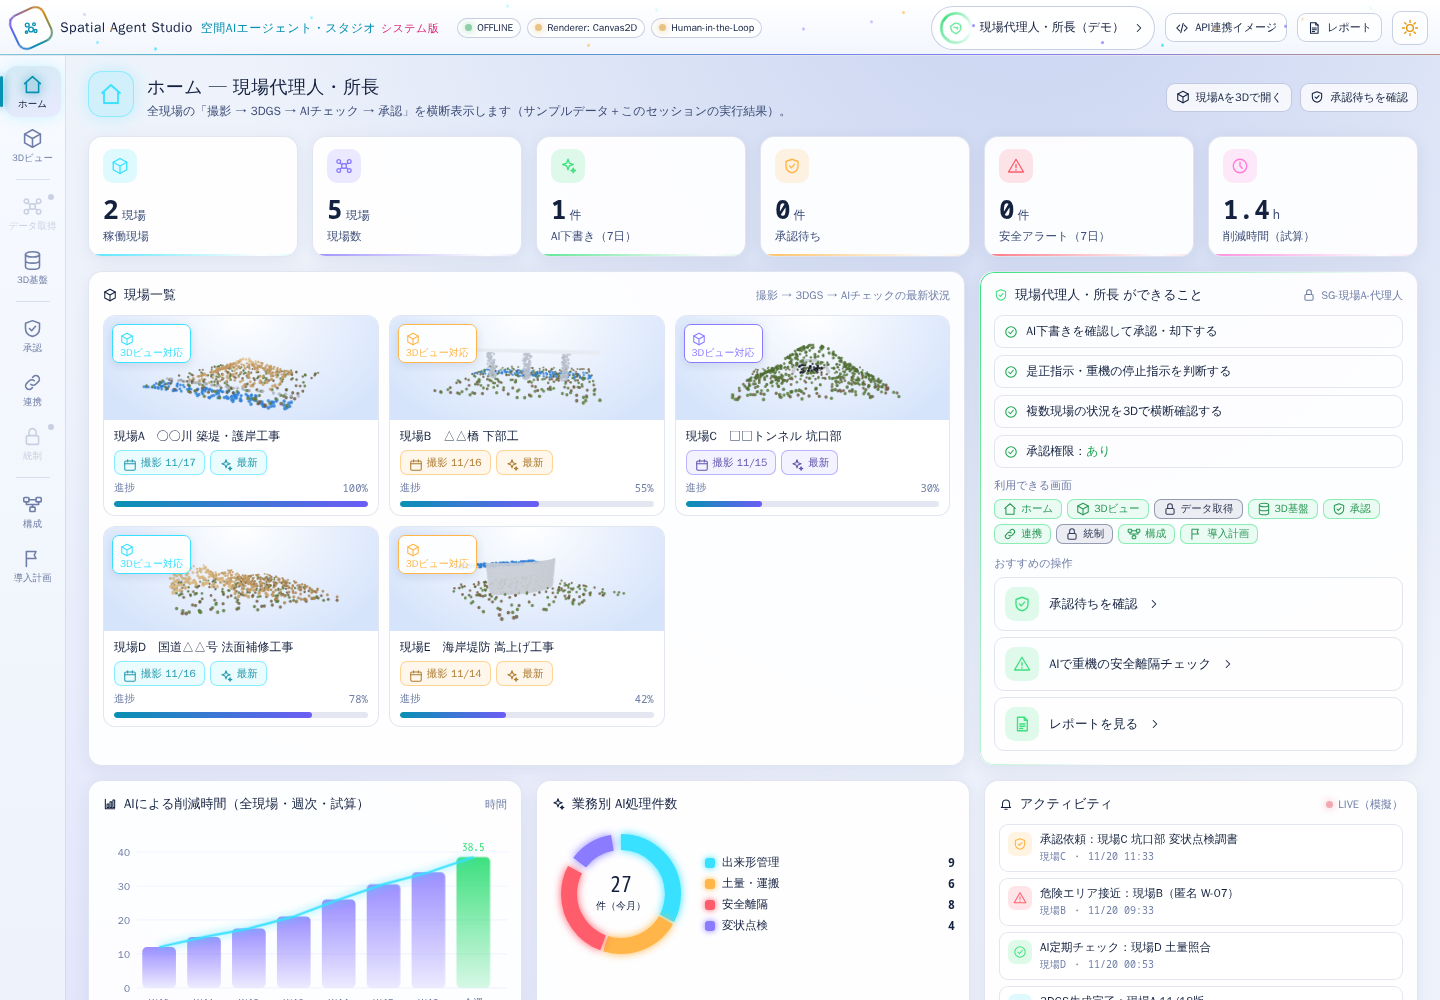 Spatial Agent Studio 空間AIエージェント・スタジオ システム版
OFFLINE
Renderer: Canvas2D
Human-in-the-Loop
現場代理人・所長（デモ）
API連携イメージ
レポート
ホーム
3Dビュー
データ取得
3D基盤
承認
連携
統制
構成
導入計画
ホーム — 現場代理人・所長
全現場の「撮影 → 3DGS → AIチェック → 承認」を横断表示します（サンプルデータ＋このセッションの実行結果）。
現場Aを3Dで開く
承認待ちを確認
2 現場
稼働現場
5 現場
現場数
1 件
AI下書き（7日）
0 件
承認待ち
0 件
安全アラート（7日）
1.4 h
削減時間（試算）
現場一覧
撮影 → 3DGS → AIチェックの最新状況
3Dビュー対応
現場A　〇〇川 築堤・護岸工事
撮影 11/17
最新
進捗
100%
3Dビュー対応
現場B　△△橋 下部工
撮影 11/16
最新
進捗
55%
3Dビュー対応
現場C　□□トンネル 坑口部
撮影 11/15
最新
進捗
30%
3Dビュー対応
現場D　国道△△号 法面補修工事
撮影 11/16
最新
進捗
78%
3Dビュー対応
現場E　海岸堤防 嵩上げ工事
撮影 11/14
最新
進捗
42%
現場代理人・所長 ができること
SG-現場A-代理人
AI下書きを確認して承認・却下する
是正指示・重機の停止指示を判断する
複数現場の状況を3Dで横断確認する
承認権限：あり
利用できる画面
ホーム
3Dビュー
データ取得
3D基盤
承認
連携
統制
構成
導入計画
おすすめの操作
承認待ちを確認
AIで重機の安全離隔チェック
レポートを見る
AIによる削減時間（全現場・週次・試算）
時間
40
30
20
10
0
38.5
業務別 AI処理件数
27
件（今月）
出来形管理 9
土量・運搬 6
安全離隔 8
変状点検 4
アクティビティ
LIVE（模擬）
承認依頼：現場C 坑口部 変状点検調書
現場C ・ 11/20 11:33
危険エリア接近：現場B（匿名 W-07）
現場B ・ 11/20 09:33
AI定期チェック：現場D 土量照合
現場D ・ 11/20 00:53